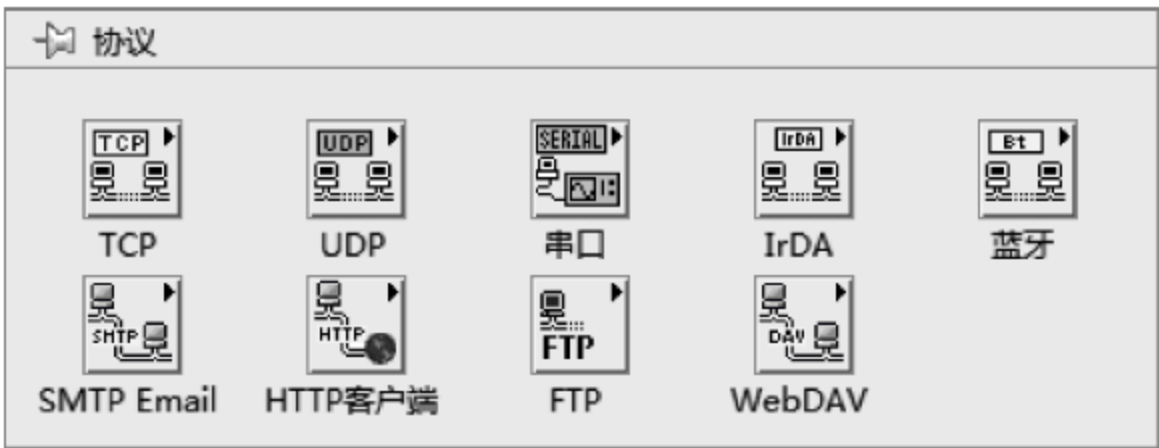 协议
TCP UDP SERIAL IrDA Bt
TCP UDP 串口 IrDA 蓝牙
SMTP HTTP FTP DAV
SMTP Email HTTP客户端 FTP WebDAV